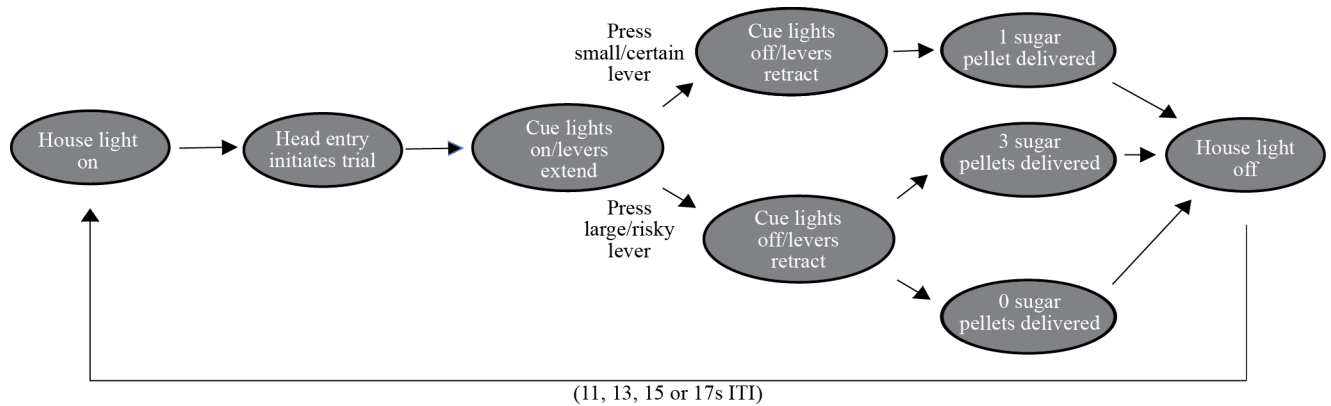 House light
on
Head entry
initiates trial
Cue lights
on/levers
extend
Press
small/certain
lever
Cue lights
off/levers
retract
1 sugar
pellet delivered
Press
large/risky
lever
Cue lights
off/levers
retract
3 sugar
pellets delivered
0 sugar
pellets delivered
House light
off
(11, 13, 15 or 17s ITI)